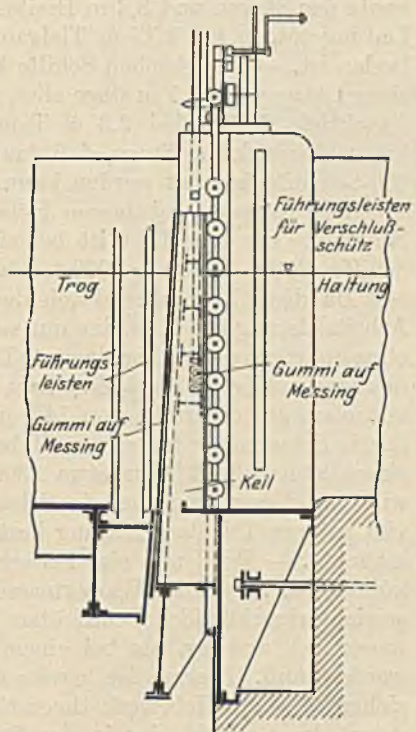 Führungsleisten
für Verschluß-
schütz
Trog
Haltung
Führungs
leisten
Gummi auf
Messing
Gummi auf
Messing
Keil